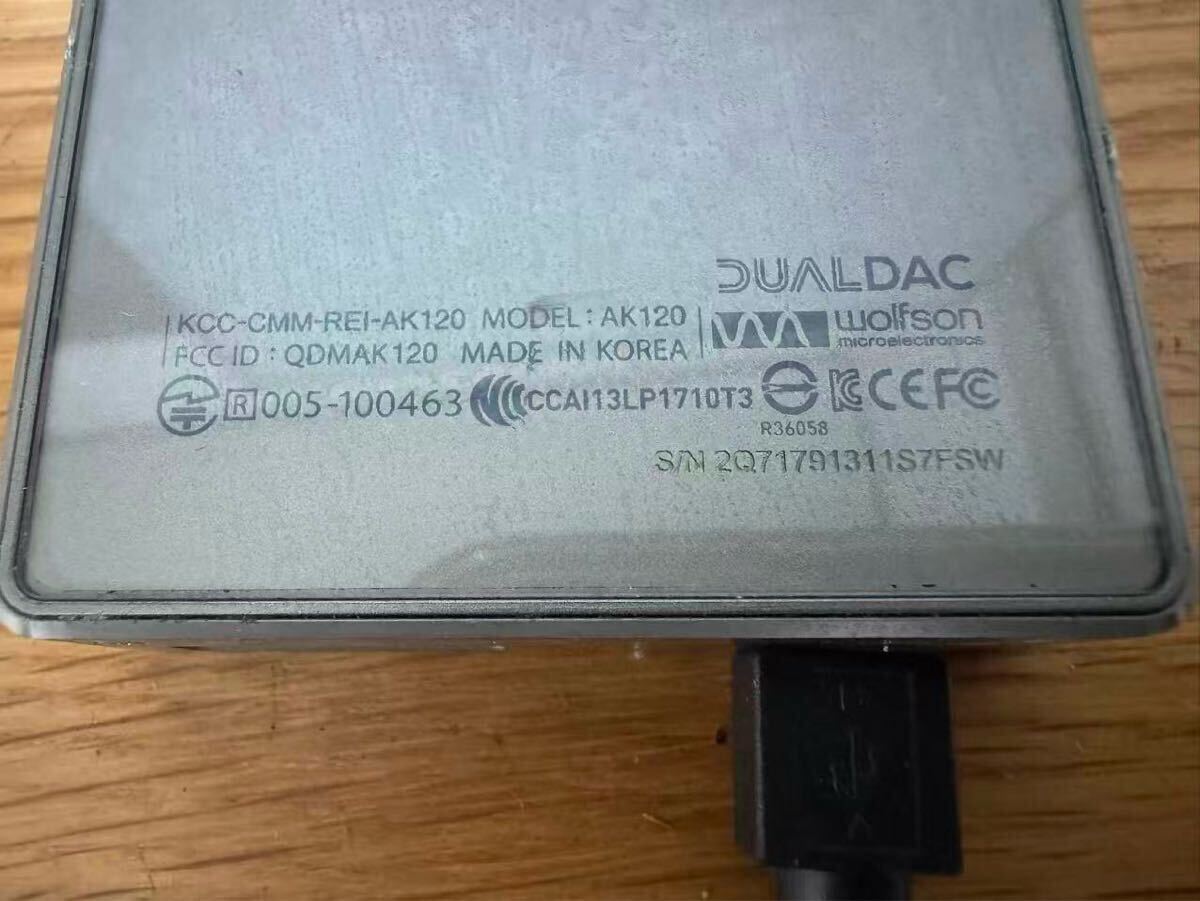 DUALDAC
KCC-CMM-REI-AK120 MODEL : AK120
wolfson
microelectronics
FCC ID : QDMAK120 MADE IN KOREA
R 005-100463 CCAI13LP1710T3 CE FC
R36058
S/N 2Q71791311S7FSW